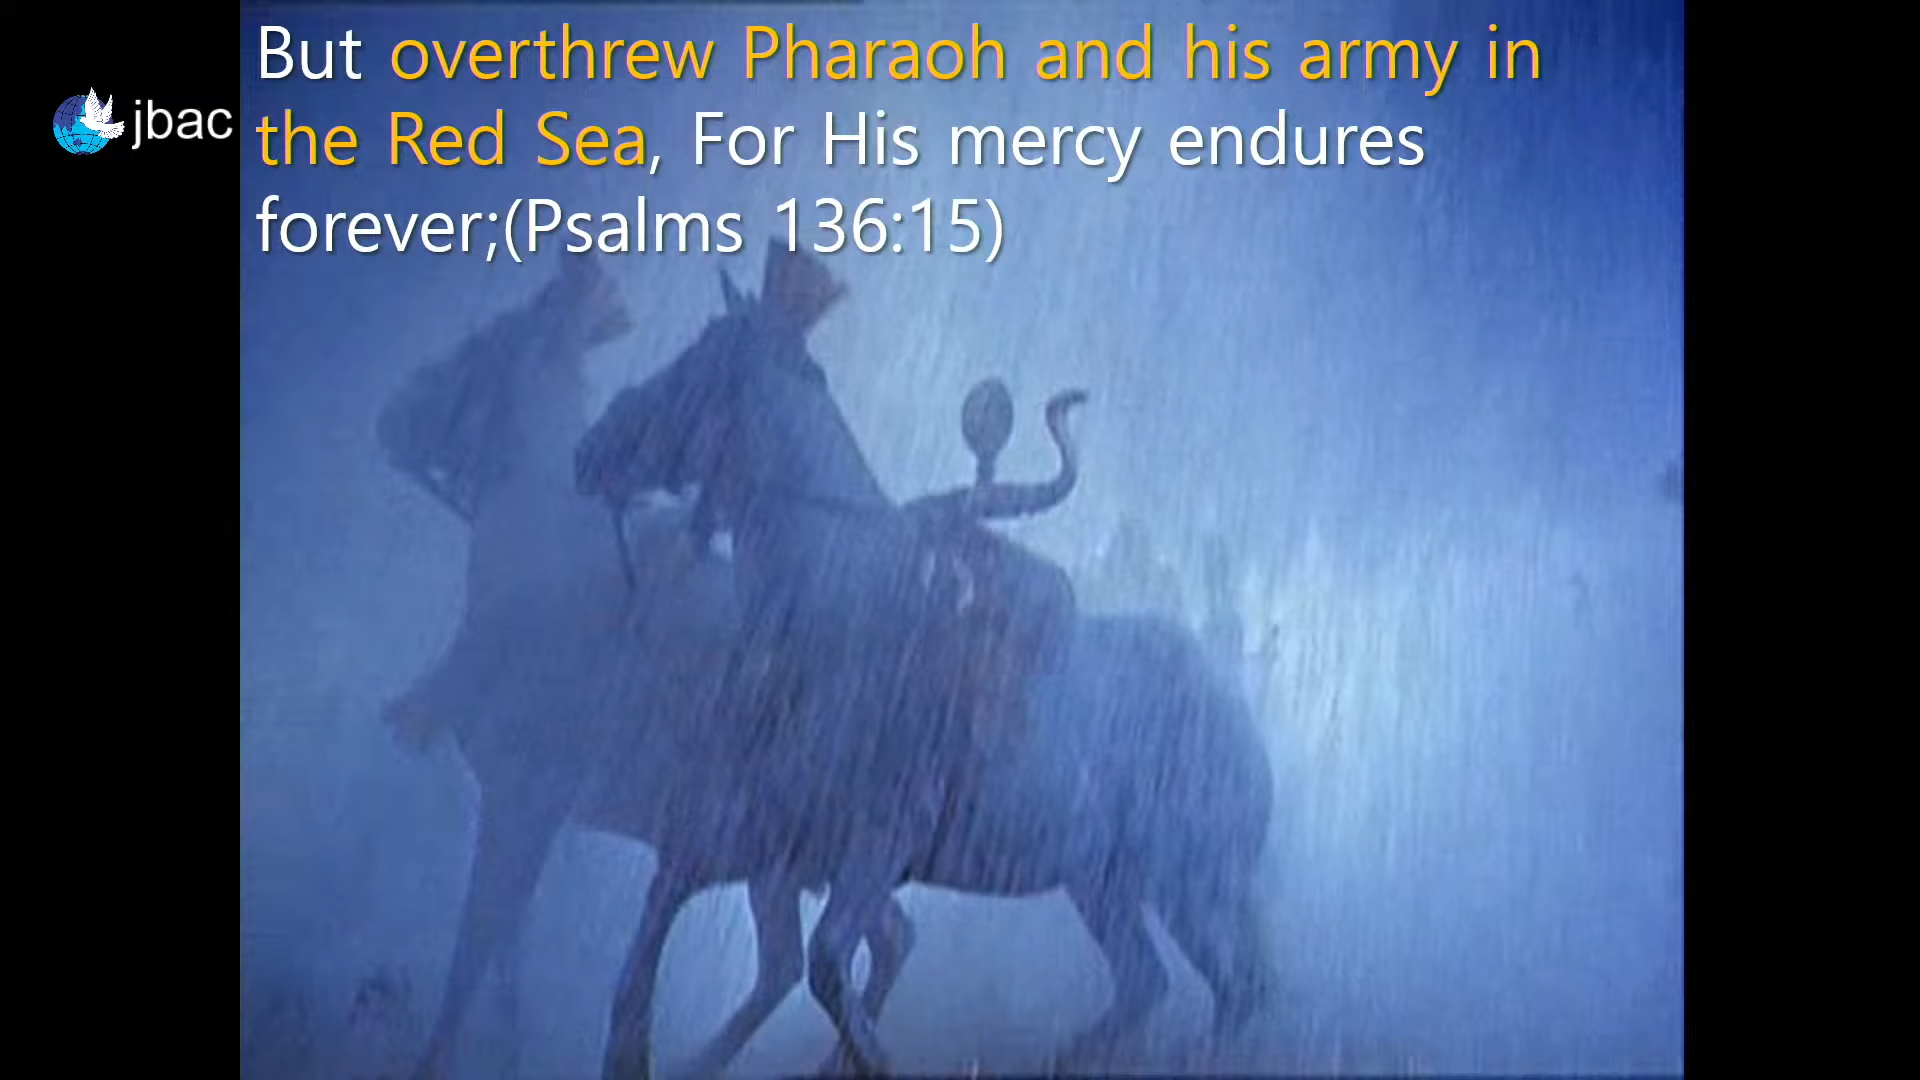 But overthrew Pharaoh and his army in
the Red Sea, For His mercy endures
forever;(Psalms 136:15)
jbac